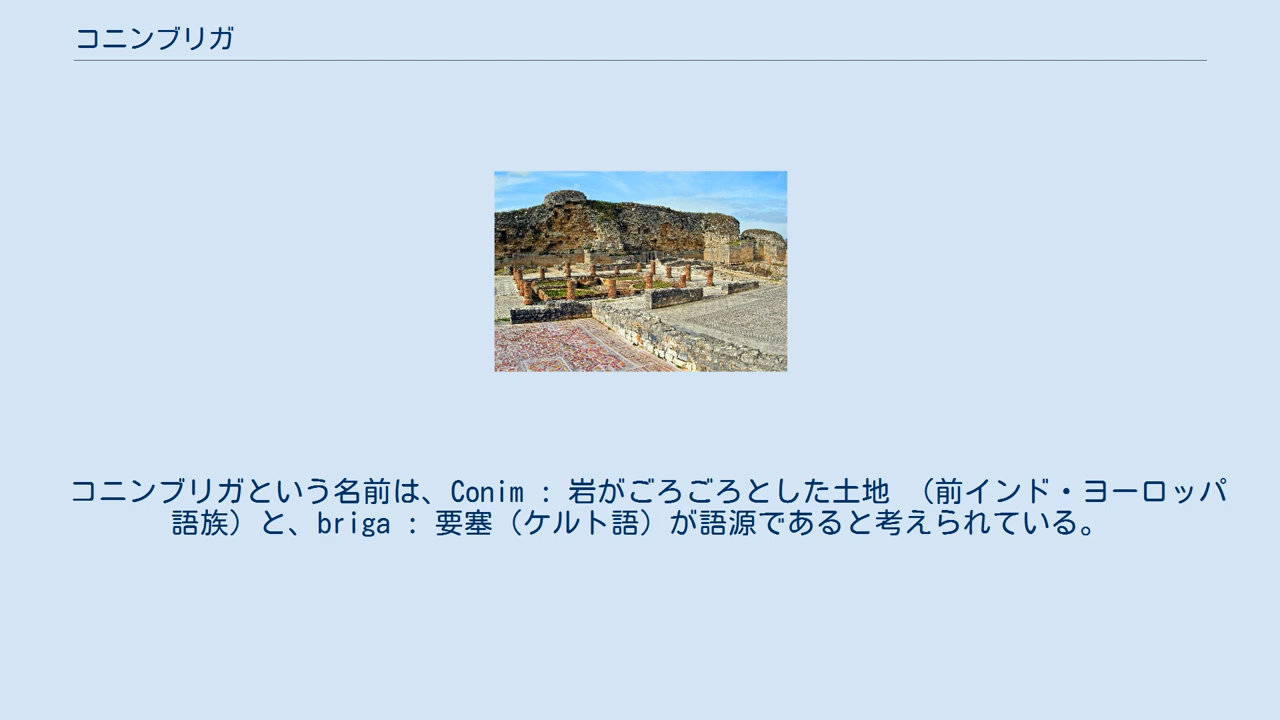 コニンブリガ
コニンブリガという名前は、Conim : 岩がごろごろとした土地 （前インド・ヨーロッパ
語族）と、briga : 要塞（ケルト語）が語源であると考えられている。